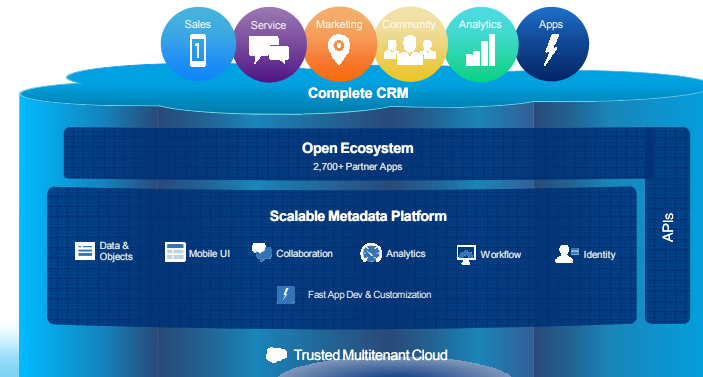 Sales
Service
Marketing
Community
Analytics
Apps
1
Complete CRM
Open Ecosystem
2,700+ Partner Apps
APIs
Scalable Metadata Platform
Data &
Objects
Mobile UI
Collaboration
Analytics
Workflow
Identity
Fast App Dev & Customization
Trusted Multitenant Cloud